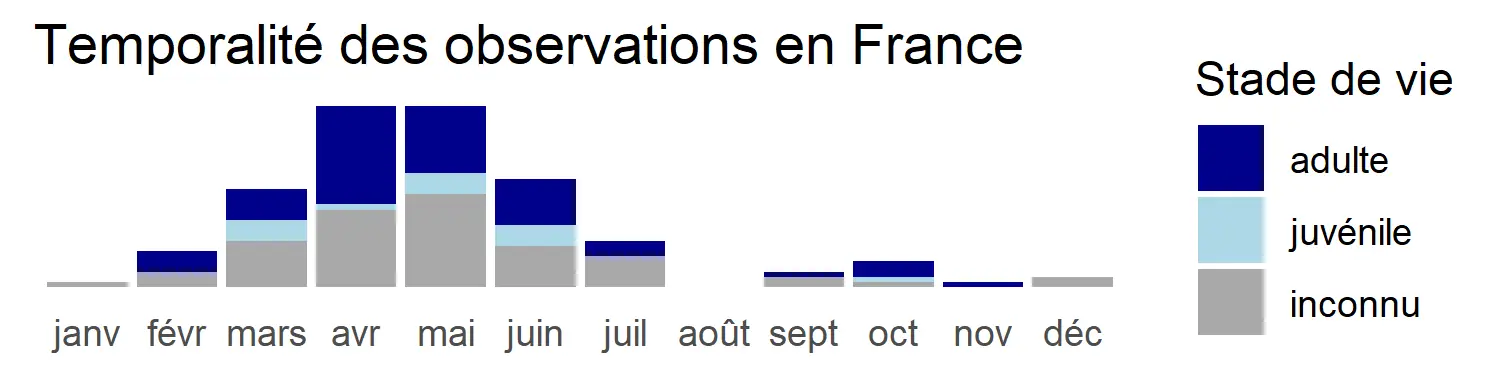 Temporalité des observations en France
Stade de vie
adulte
juvénile
inconnu
janv févr mars avr mai juin juil août sept oct nov déc